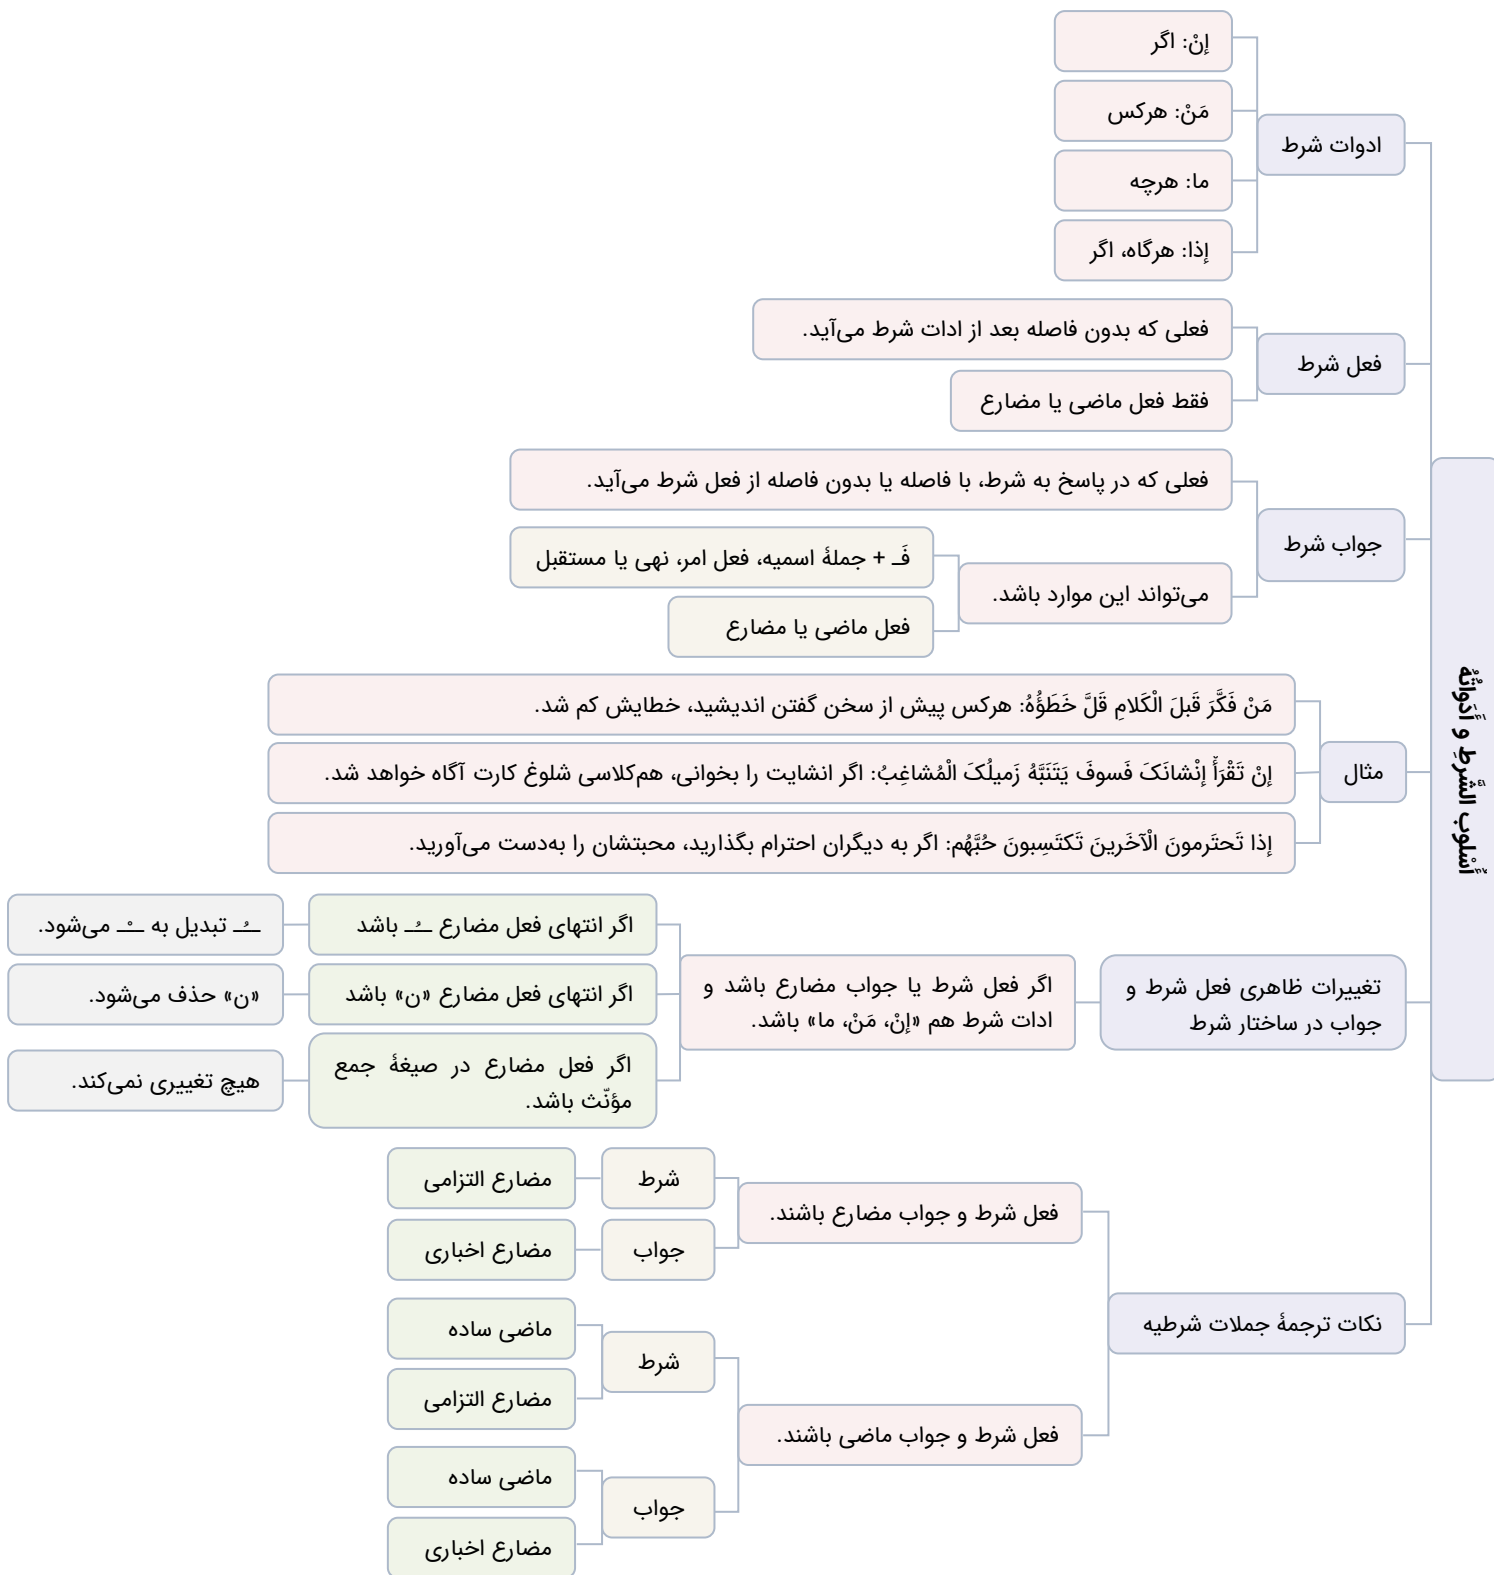 أُسْلوب الشَّرطِ و أَدَواتُهُ
ادوات شرط
إنْ: اگر
مَنْ: هرکس
ما: هرچه
إذا: هرگاه، اگر
فعل شرط
فعلی که بدون فاصله بعد از ادات شرط می‌آید.
فقط فعل ماضی یا مضارع
جواب شرط
فعلی که در پاسخ به شرط، با فاصله یا بدون فاصله از فعل شرط می‌آید.
می‌تواند این موارد باشد.
فَـ + جملهٔ اسمیه، فعل امر، نهی یا مستقبل
فعل ماضی یا مضارع
مثال
مَنْ فَکَّرَ قَبلَ الْکَلامِ قَلَّ خَطَؤُهُ: هرکس پیش از سخن گفتن اندیشید، خطایش کم شد.
إنْ تَقْرَأْ إنْشانَکَ فَسوفَ یَتَنَبَّهُ زَمیلُکَ الْمُشاغِبُ: اگر انشایت را بخوانی، هم‌کلاسی شلوغ کارت آگاه خواهد شد.
إذا تَحتَرمونَ الْآخَرینَ تَکتَسِبونَ حُبَّهُم: اگر به دیگران احترام بگذارید، محبتشان را به‌دست می‌آورید.
تغییرات ظاهری فعل شرط و
جواب در ساختار شرط
اگر فعل شرط یا جواب مضارع باشد و
ادات شرط هم «إنْ، مَنْ، ما» باشد.
اگر انتهای فعل مضارع ـُـ باشد
ـُـ تبدیل به ـْـ می‌شود.
اگر انتهای فعل مضارع «ن» باشد
«ن» حذف می‌شود.
اگر فعل مضارع در صیغهٔ جمع
مؤنّث باشد.
هیچ تغییری نمی‌کند.
نکات ترجمهٔ جملات شرطیه
فعل شرط و جواب مضارع باشند.
شرط
مضارع التزامی
جواب
مضارع اخباری
فعل شرط و جواب ماضی باشند.
شرط
ماضی ساده
مضارع التزامی
جواب
ماضی ساده
مضارع اخباری